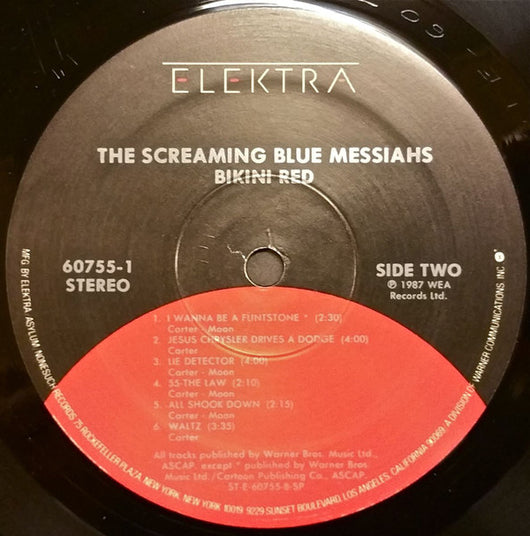 ELEKTRA
THE SCREAMING BLUE MESSIAHS
BIKINI RED
60755-1
STEREO
SIDE TWO
℗ 1987 WEA
Records Ltd.
1. I WANNA BE A FLINTSTONE * (2:30)
Carter - Moon
2. JESUS CHRYSLER DRIVES A DODGE (4:00)
Carter
3. LIE DETECTOR (4:00)
Carter - Moon
4. 55-THE LAW (2:10)
Carter - Moon
5. ALL SHOOK DOWN (2:15)
Carter - Moon
6. WALTZ (3:35)
Carter
All tracks published by Warner Bros. Music Ltd.,
ASCAP. except * published by Warner Bros.
Music Ltd./Cartoon Publishing Co., ASCAP.
ST-E-60755-B-SP
MFG BY ELEKTRA ASYLUM NONESUCH RECORDS 75 ROCKEFELLER PLAZA, NEW YORK, NEW YORK 10019 9229 SUNSET BOULEVARD, LOS ANGELES, CALIFORNIA, 90069. A DIVISION OF WARNER COMMUNICATIONS INC.